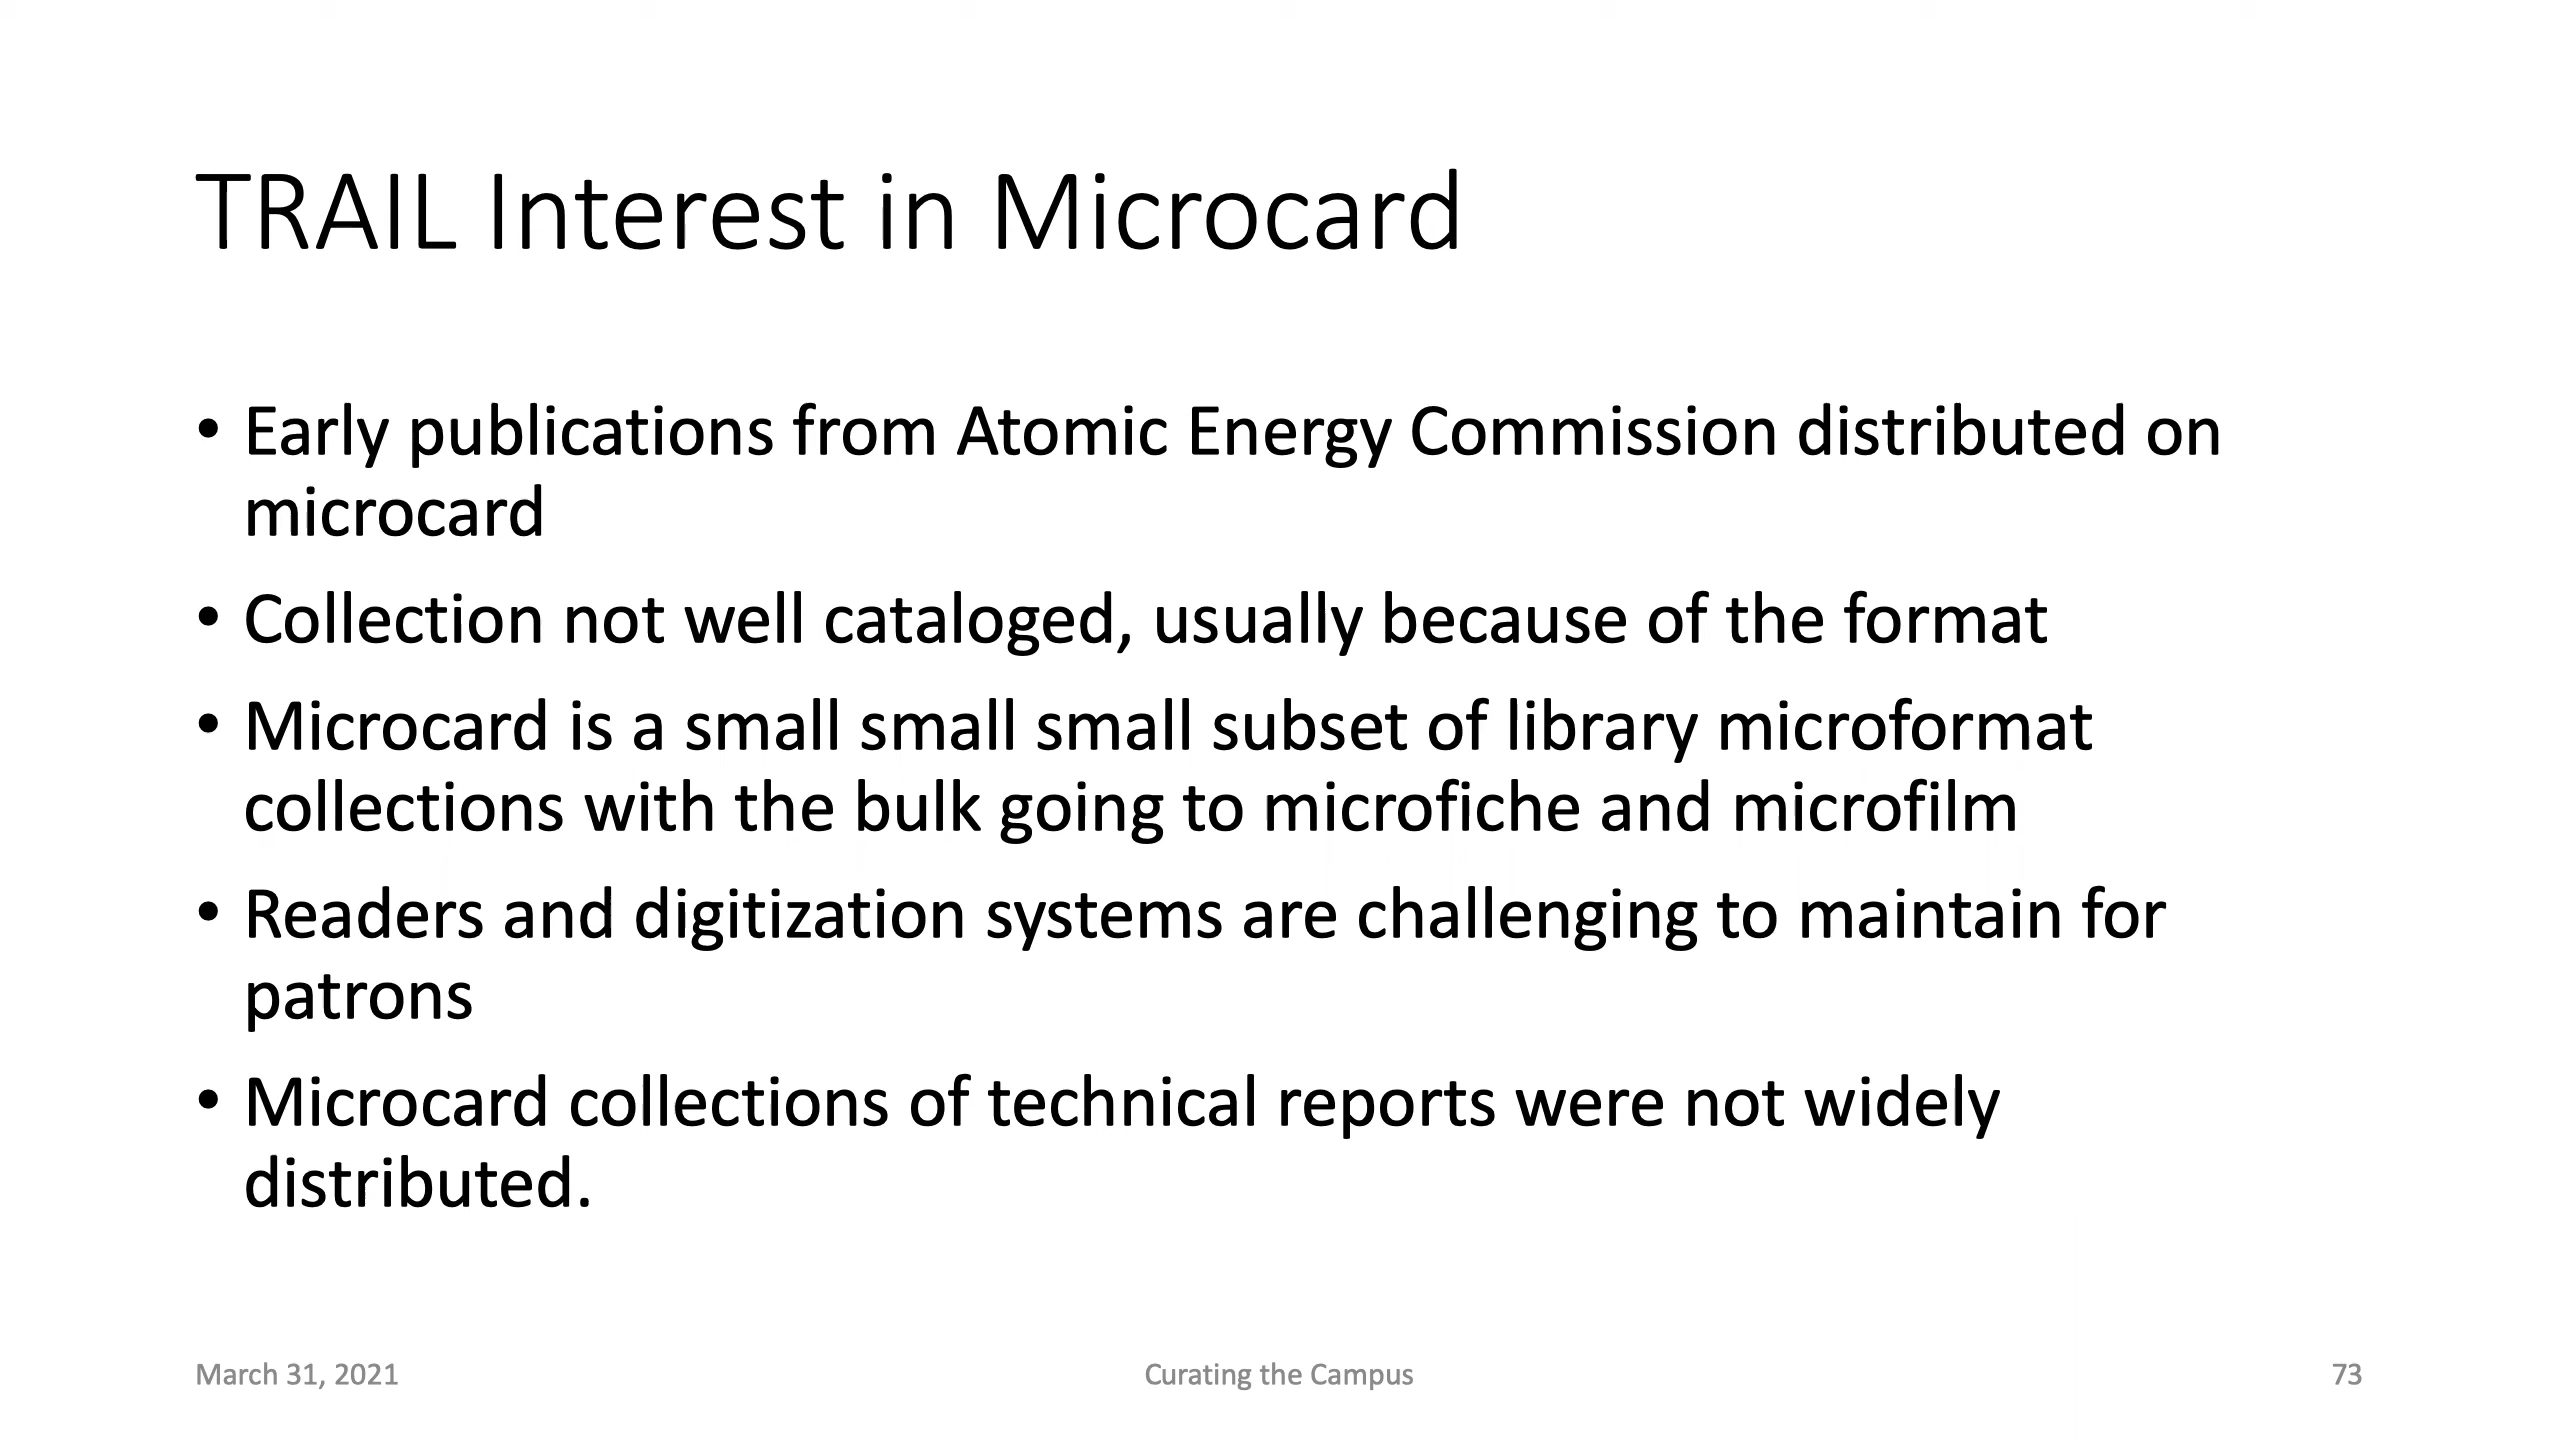 TRAIL Interest in Microcard
• Early publications from Atomic Energy Commission distributed on
microcard
• Collection not well cataloged, usually because of the format
• Microcard is a small small small subset of library microformat
collections with the bulk going to microfiche and microfilm
• Readers and digitization systems are challenging to maintain for
patrons
• Microcard collections of technical reports were not widely
distributed.
March 31, 2021
Curating the Campus
73